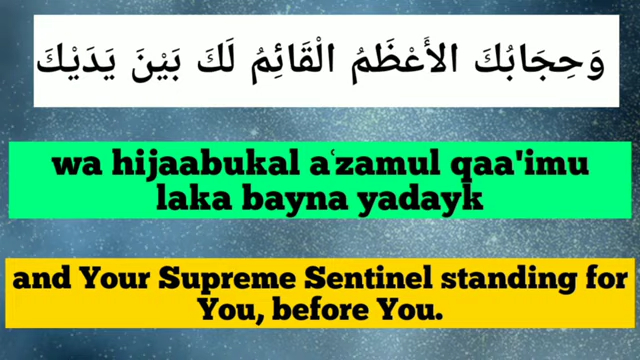 وَحِجَابُكَ الأَعْظَمُ الْقَائِمُ لَكَ بَيْنَ يَدَيْكَ
wa hijaabukal aʿzamul qaa'imu
laka bayna yadayk
and Your Supreme Sentinel standing for
You, before You.